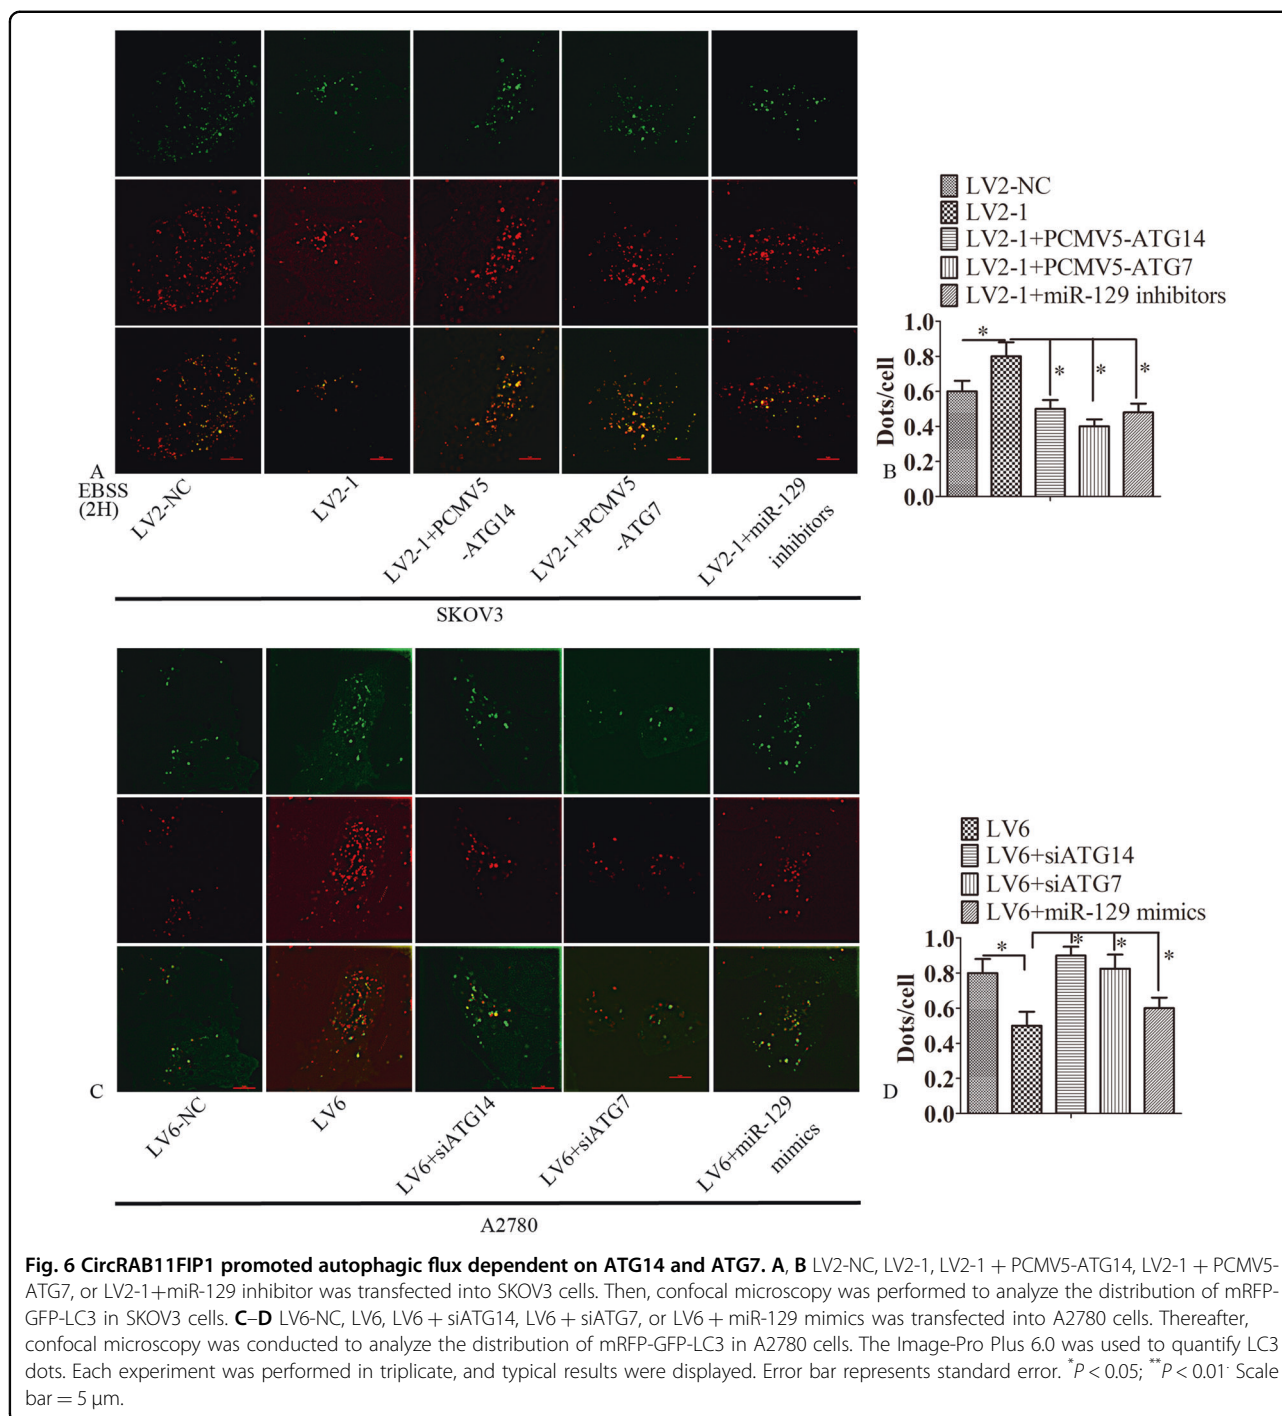 LV2-NC
LV2-1
LV2-1+PCMV5-ATG14
LV2-1+PCMV5-ATG7
LV2-1+miR-129 inhibitors
1.0
0.8
0.6
0.4
0.2
0.0
Dots/cell
*
*
*
*
A
EBSS
(2H)
B
LV2-NC
LV2-1
LV2-1+PCMV5
-ATG14
LV2-1+PCMV5
-ATG7
LV2-1+miR-129
inhibitors
SKOV3
LV6
LV6+siATG14
LV6+siATG7
LV6+miR-129 mimics
1.0
0.8
0.6
0.4
0.2
0.0
Dots/cell
*
*
*
*
C
D
LV6-NC
LV6
LV6+siATG14
LV6+siATG7
LV6+miR-129
mimics
A2780
Fig. 6 CircRAB11FIP1 promoted autophagic flux dependent on ATG14 and ATG7. A, B LV2-NC, LV2-1, LV2-1 + PCMV5-ATG14, LV2-1 + PCMV5-
ATG7, or LV2-1+miR-129 inhibitor was transfected into SKOV3 cells. Then, confocal microscopy was performed to analyze the distribution of mRFP-
GFP-LC3 in SKOV3 cells. C–D LV6-NC, LV6, LV6 + siATG14, LV6 + siATG7, or LV6 + miR-129 mimics was transfected into A2780 cells. Thereafter,
confocal microscopy was conducted to analyze the distribution of mRFP-GFP-LC3 in A2780 cells. The Image-Pro Plus 6.0 was used to quantify LC3
dots. Each experiment was performed in triplicate, and typical results were displayed. Error bar represents standard error. *P < 0.05; **P < 0.01. Scale
bar = 5 µm.